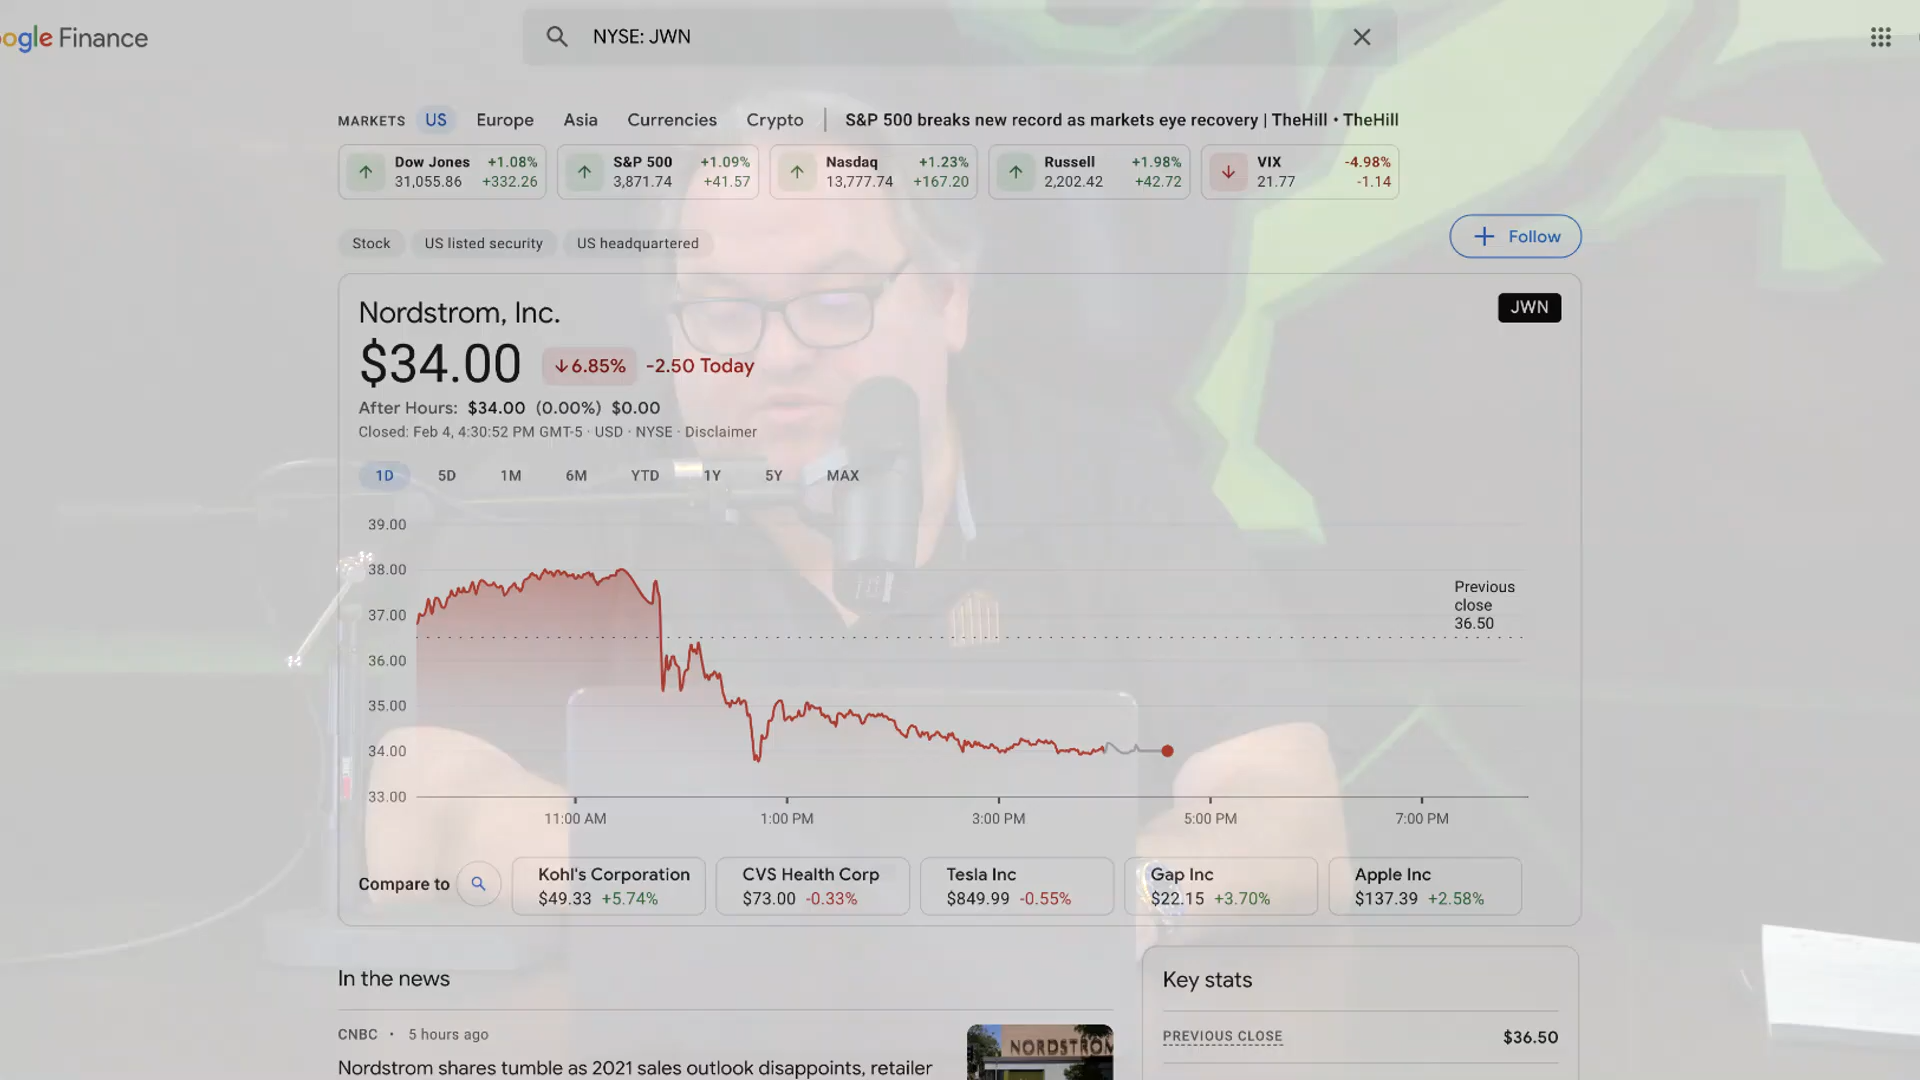 ogle Finance
NYSE: JWN
MARKETS US Europe Asia Currencies Crypto S&P 500 breaks new record as markets eye recovery | TheHill • TheHill
Dow Jones +1.08% S&P 500 +1.09% Nasdaq +1.23% Russell +1.98% VIX -4.98%
31,055.86 +332.26 3,871.74 +41.57 13,777.74 +167.20 2,202.42 +42.72 21.77 -1.14
Stock US listed security US headquartered
Follow
Nordstrom, Inc.
JWN
$34.00 ↓6.85% -2.50 Today
After Hours: $34.00 (0.00%) $0.00
Closed: Feb 4, 4:30:52 PM GMT-5 · USD · NYSE · Disclaimer
1D 5D 1M 6M YTD 1Y 5Y MAX
39.00
38.00
37.00
36.00
35.00
34.00
33.00
Previous
close
36.50
11:00 AM 1:00 PM 3:00 PM 5:00 PM 7:00 PM
Compare to
Kohl's Corporation CVS Health Corp Tesla Inc Gap Inc Apple Inc
$49.33 +5.74% $73.00 -0.33% $849.99 -0.55% $22.15 +3.70% $137.39 +2.58%
In the news
CNBC • 5 hours ago
Nordstrom shares tumble as 2021 sales outlook disappoints, retailer
NORDSTROM
Key stats
PREVIOUS CLOSE $36.50